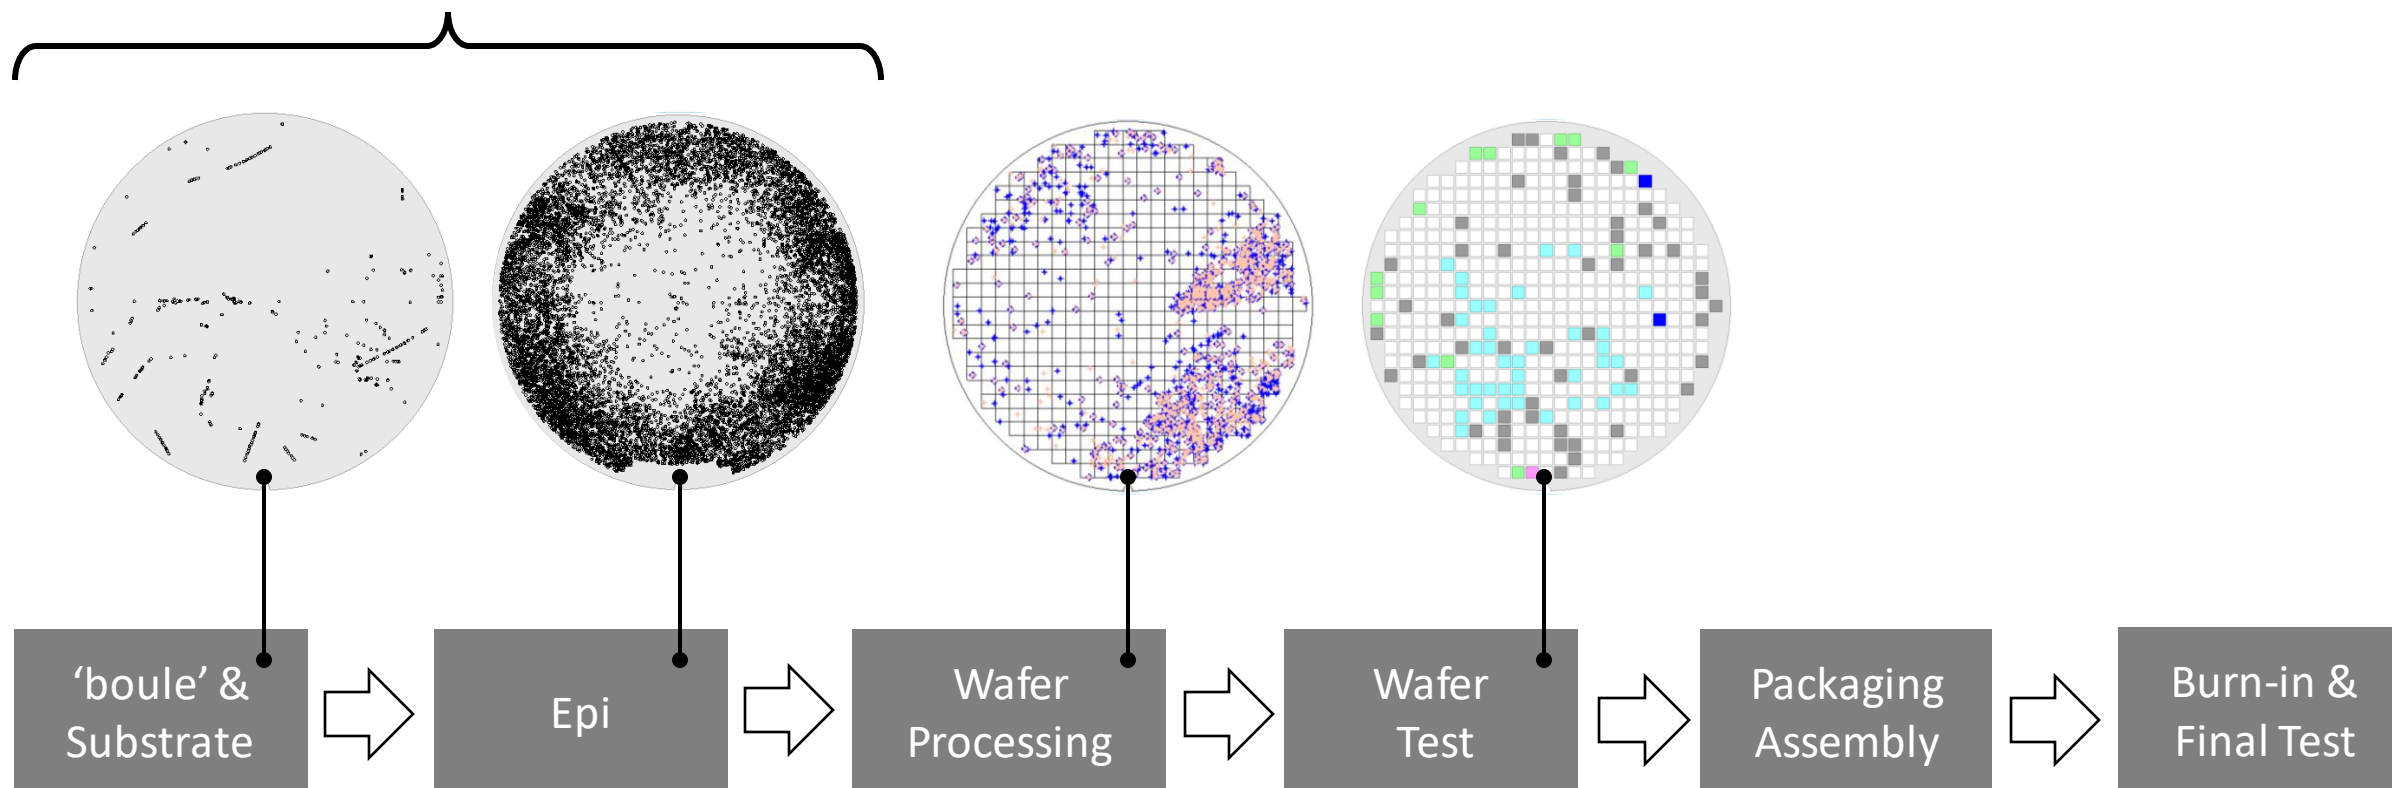 ‘boule’ &
Substrate
Epi
Wafer
Processing
Wafer
Test
Packaging
Assembly
Burn-in &
Final Test